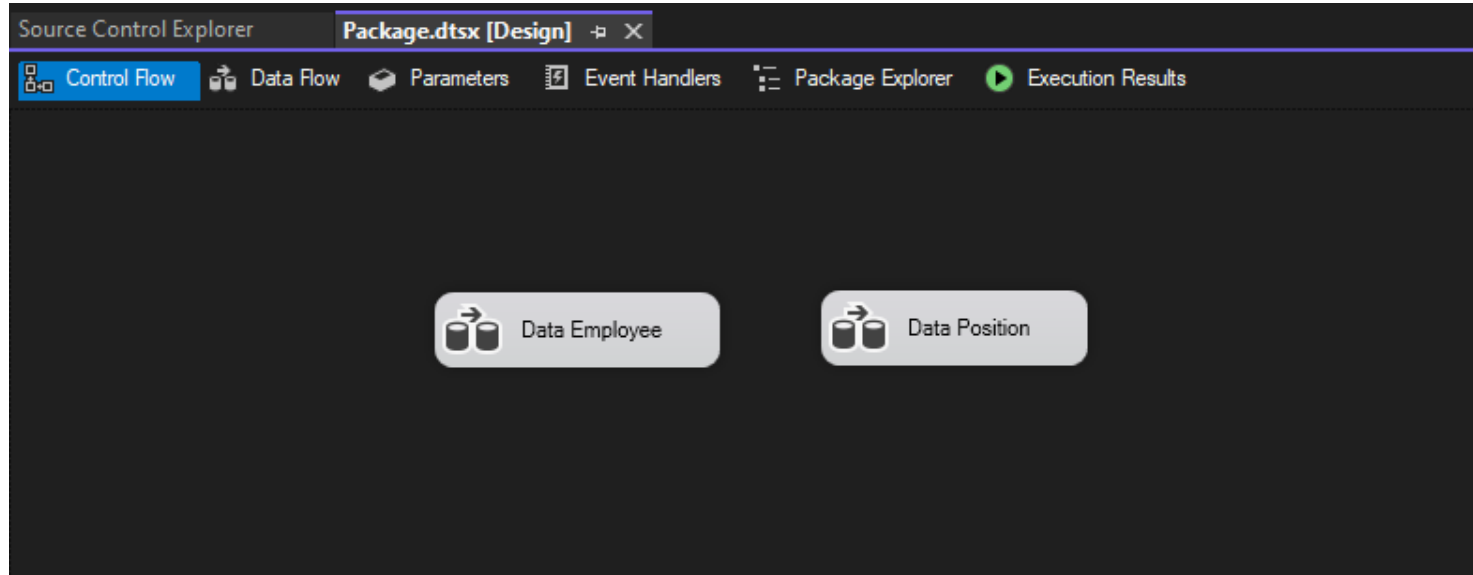 Source Control Explorer Package.dtsx [Design]
Control Flow Data Flow Parameters Event Handlers Package Explorer Execution Results
Data Employee Data Position